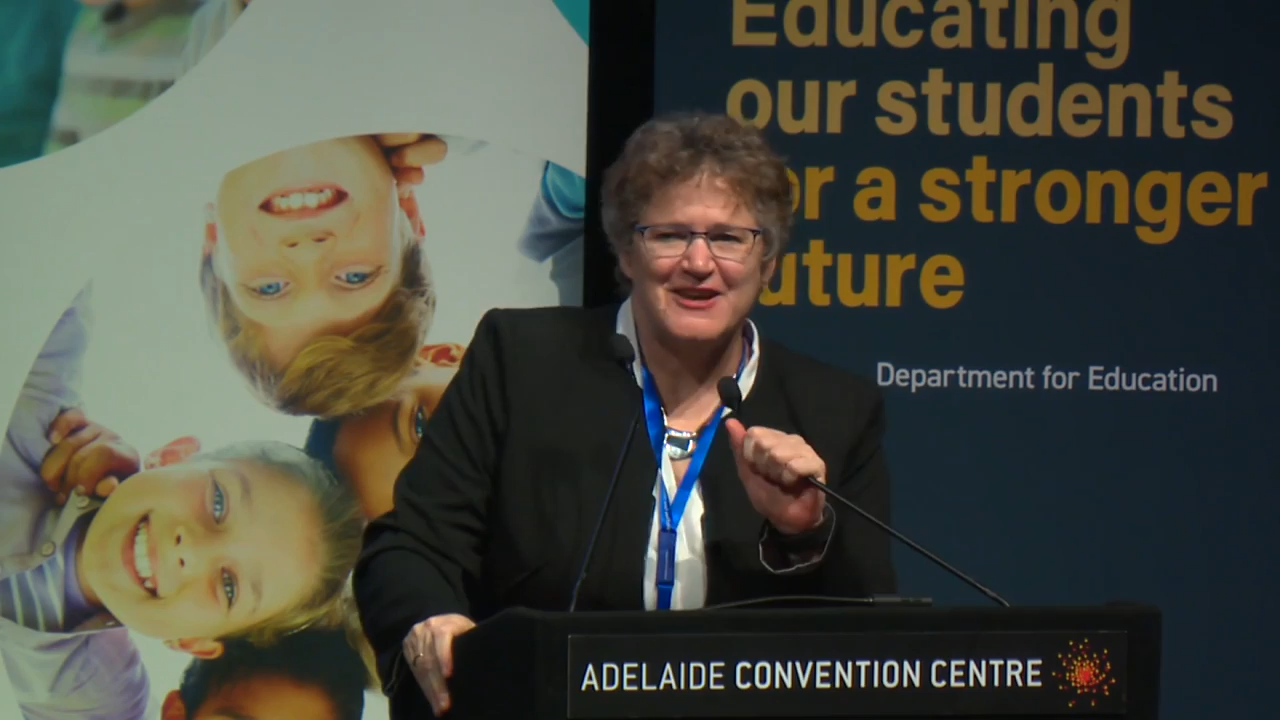 Educating
our students
or a stronger
uture
Department for Education
ADELAIDE CONVENTION CENTRE